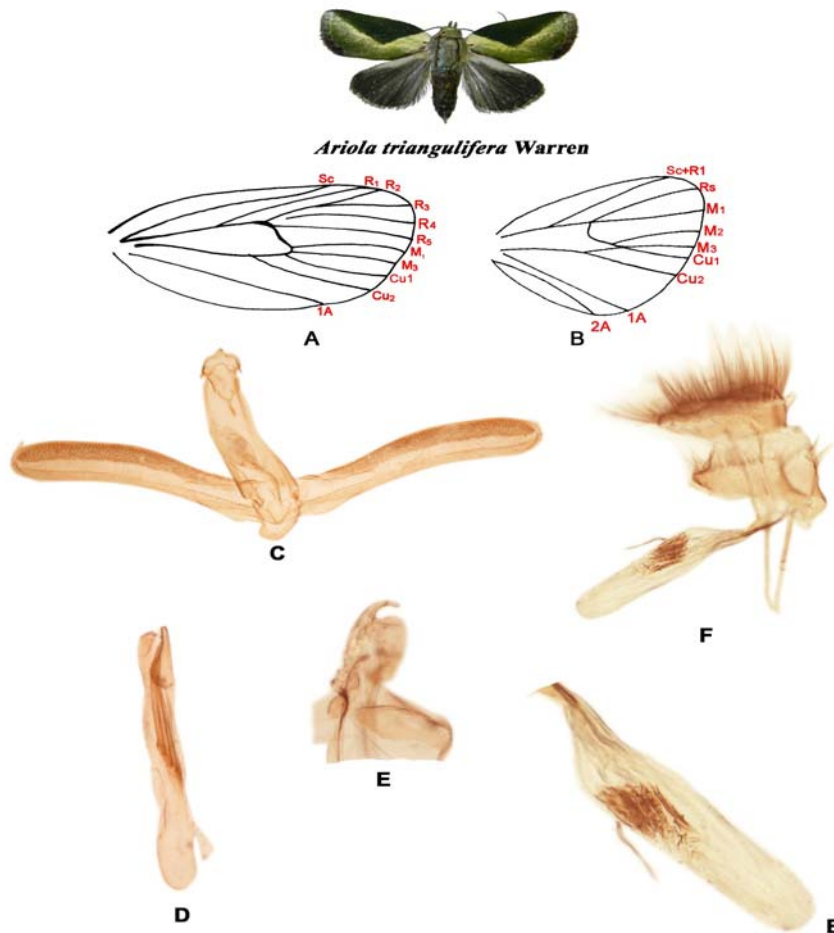 Ariola triangulifera Warren
Sc R1 R2
R3
R4
R5
M1
M3
Cu1
Cu2
1A
A
Sc+R1
Rs
M1
M2
M3
Cu1
Cu2
1A
2A
B
C
D
E
F